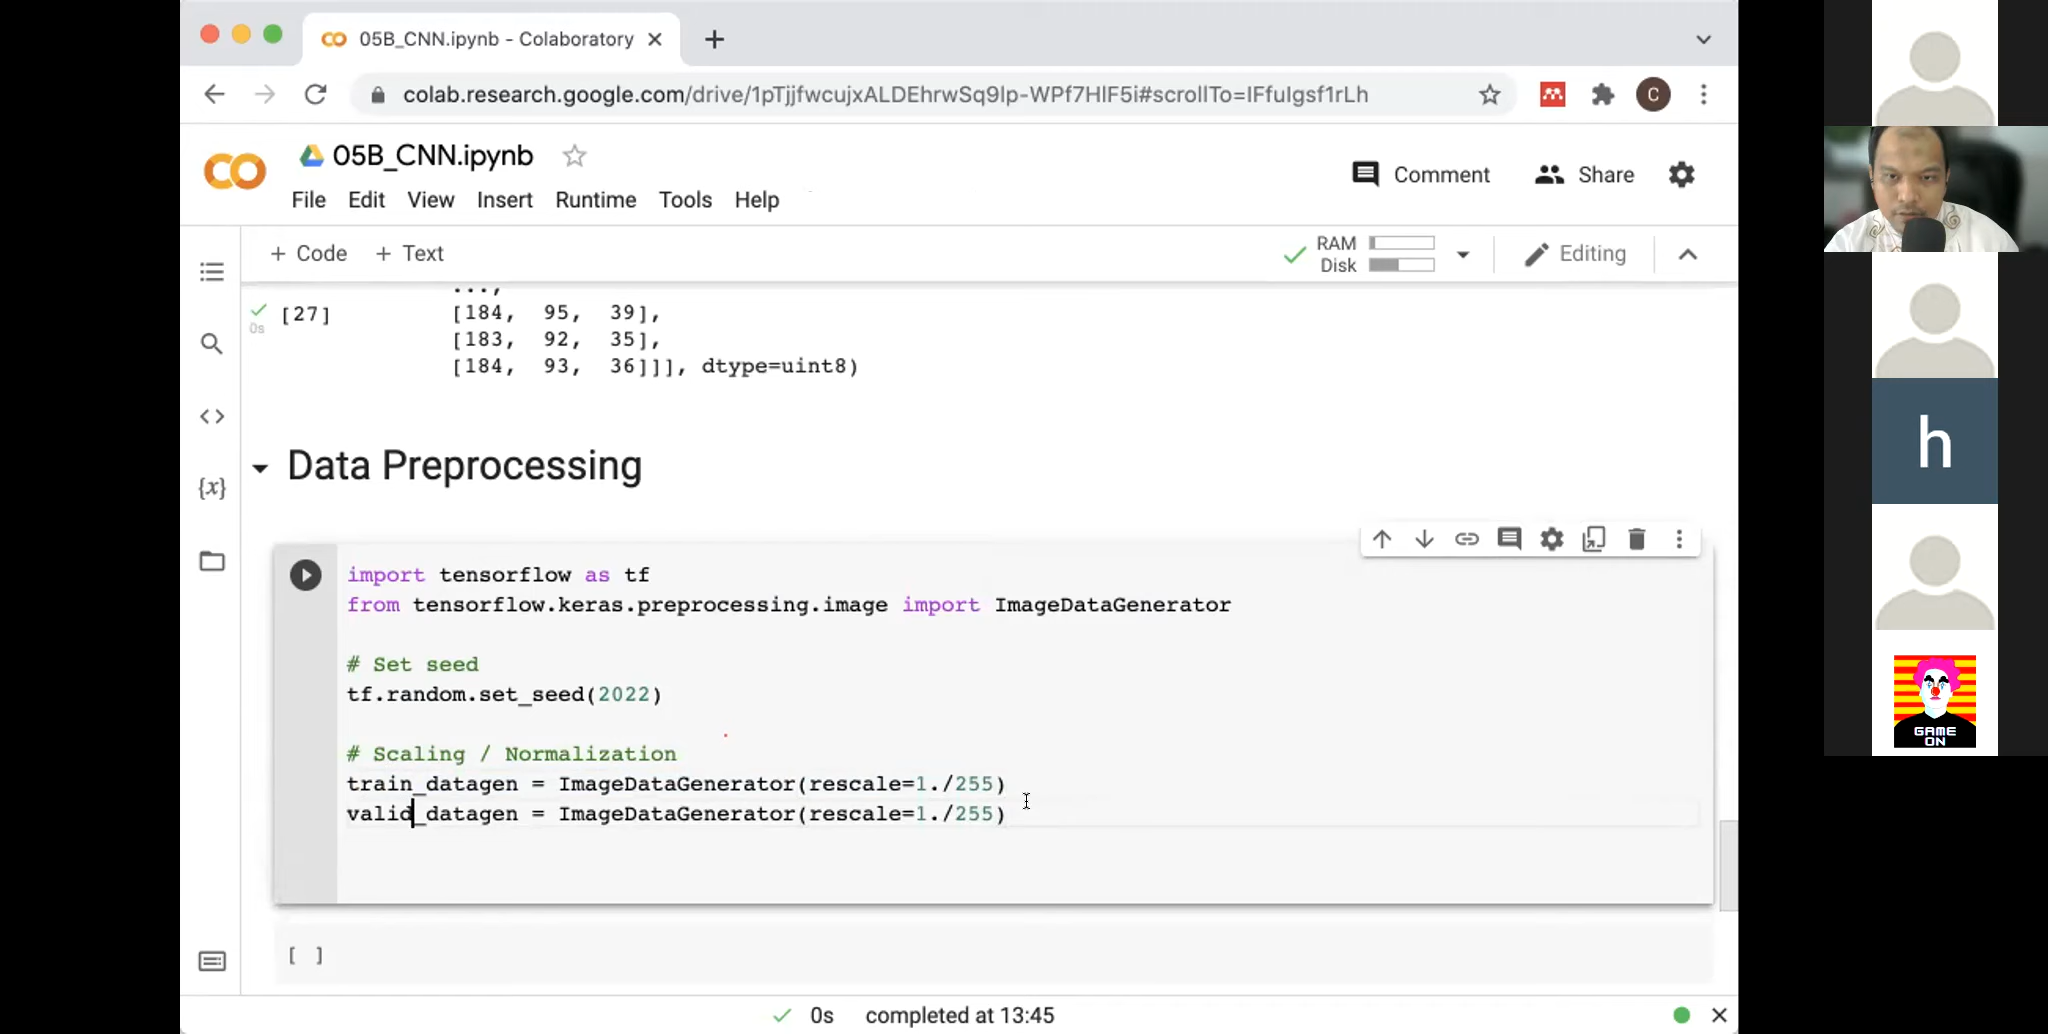 05B_CNN.ipynb - Colaboratory
colab.research.google.com/drive/1pTjjfwcujxALDEhrwSq9lp-WPf7HlF5i#scrollTo=IFfuIgsf1rLh
C
05B_CNN.ipynb
Comment
Share
File Edit View Insert Runtime Tools Help
+ Code + Text
RAM
Disk
Editing
...,
[27] [184, 95, 39],
0s
[183, 92, 35],
[184, 93, 36]]], dtype=uint8)
{x}
Data Preprocessing
import tensorflow as tf
from tensorflow.keras.preprocessing.image import ImageDataGenerator
# Set seed
tf.random.set_seed(2022)
# Scaling / Normalization
train_datagen = ImageDataGenerator(rescale=1./255)
valid_datagen = ImageDataGenerator(rescale=1./255)
[ ]
0s completed at 13:45
h
GAME
ON